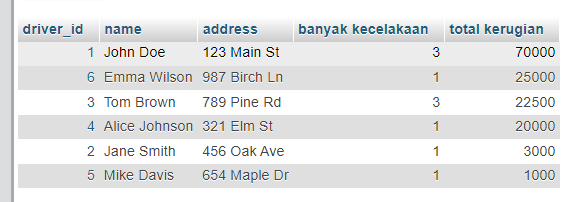 driver_id name address banyak kecelakaan total kerugian
1 John Doe 123 Main St 3 70000
6 Emma Wilson 987 Birch Ln 1 25000
3 Tom Brown 789 Pine Rd 3 22500
4 Alice Johnson 321 Elm St 1 20000
2 Jane Smith 456 Oak Ave 1 3000
5 Mike Davis 654 Maple Dr 1 1000